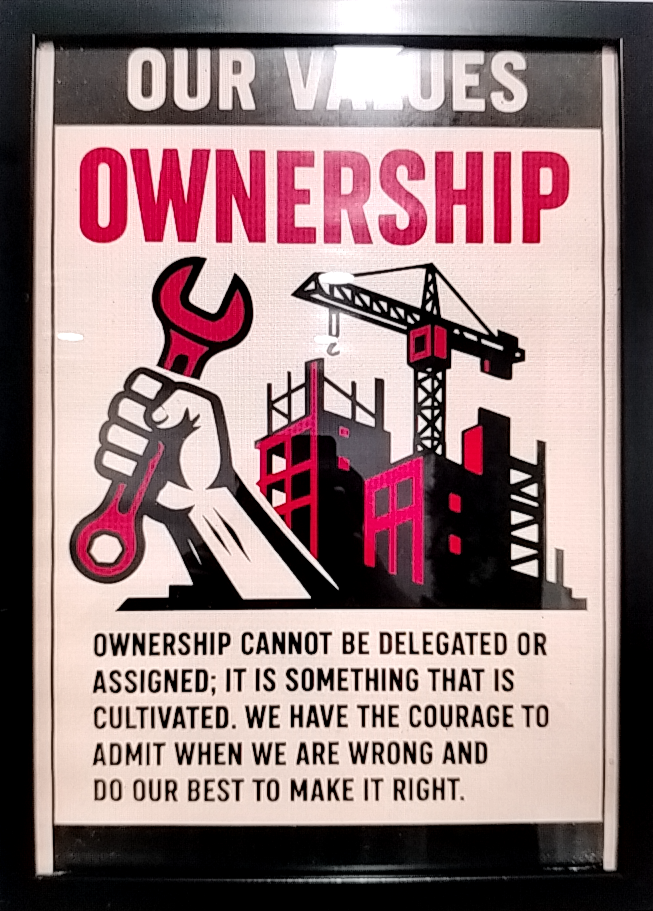 OUR VALUES
OWNERSHIP
OWNERSHIP CANNOT BE DELEGATED OR
ASSIGNED; IT IS SOMETHING THAT IS
CULTIVATED. WE HAVE THE COURAGE TO
ADMIT WHEN WE ARE WRONG AND
DO OUR BEST TO MAKE IT RIGHT.